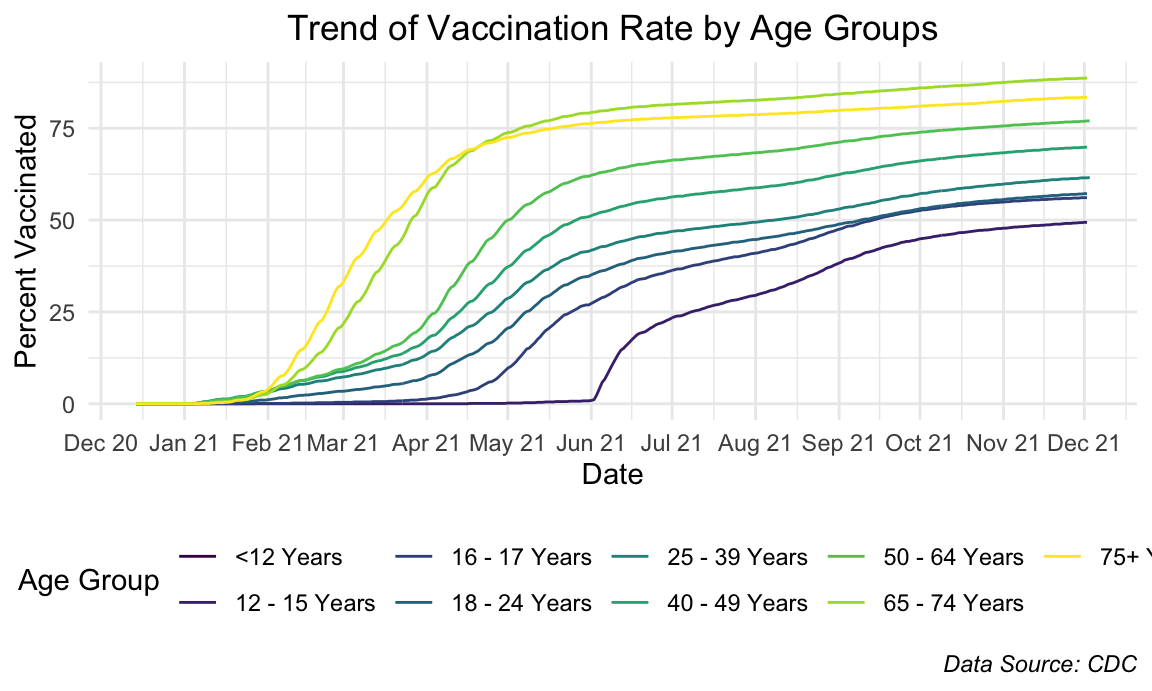 Trend of Vaccination Rate by Age Groups
Percent Vaccinated
75
50
25
0
Dec 20 Jan 21 Feb 21 Mar 21 Apr 21 May 21 Jun 21 Jul 21 Aug 21 Sep 21 Oct 21 Nov 21 Dec 21
Date
Age Group
<12 Years 16 - 17 Years 25 - 39 Years 50 - 64 Years 75+ Y
12 - 15 Years 18 - 24 Years 40 - 49 Years 65 - 74 Years
Data Source: CDC